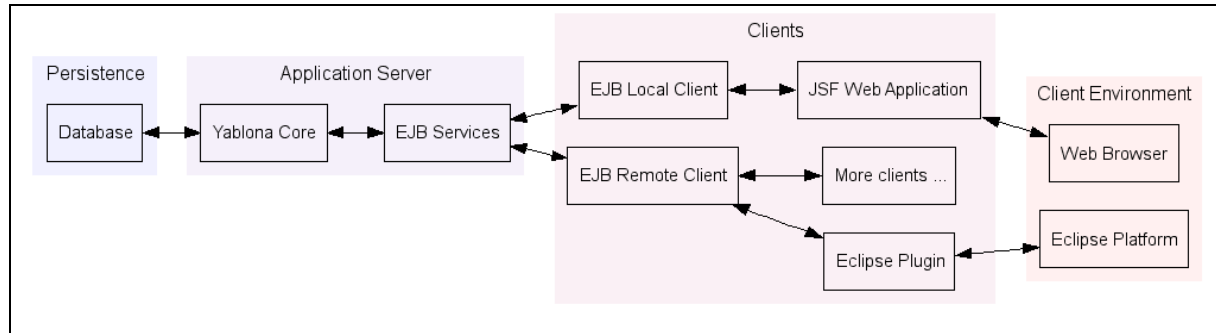 Persistence
Database
Application Server
Yablona Core
EJB Services
Clients
EJB Local Client
JSF Web Application
EJB Remote Client
More clients ...
Eclipse Plugin
Client Environment
Web Browser
Eclipse Platform